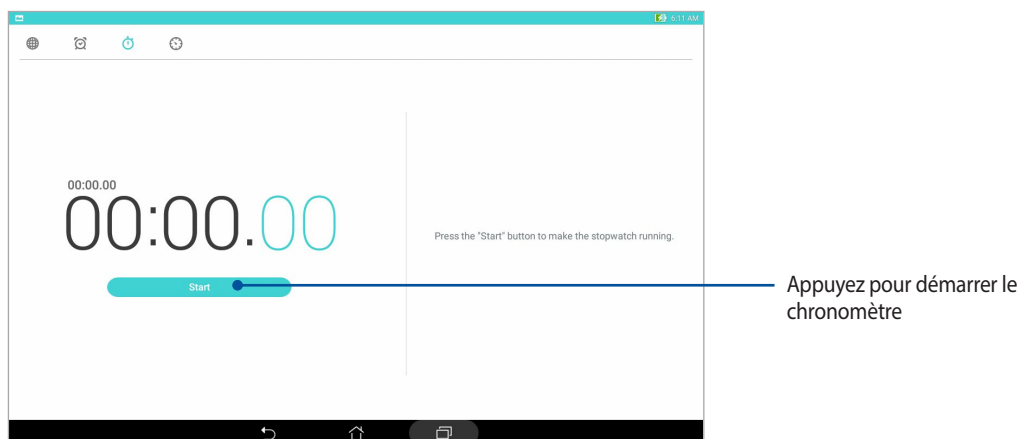 6:11 AM
00:00.00
00:00.00
Press the "Start" button to make the stopwatch running.
Start
Appuyez pour démarrer le
chronomètre